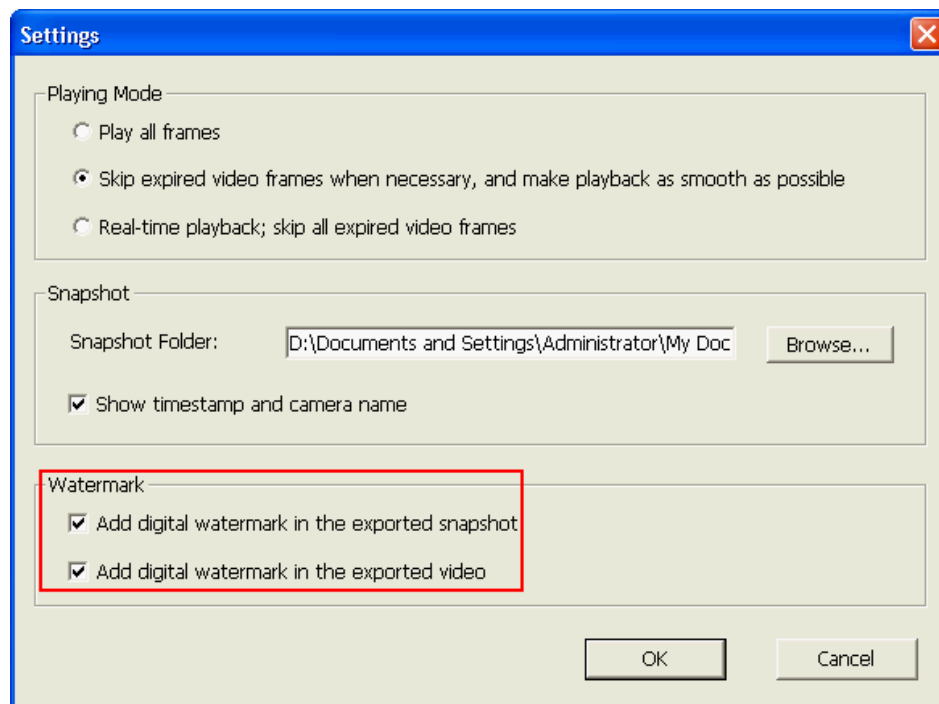 Settings
Playing Mode
Play all frames
Skip expired video frames when necessary, and make playback as smooth as possible
Real-time playback; skip all expired video frames
Snapshot
Snapshot Folder: D:\Documents and Settings\Administrator\My Doc Browse...
Show timestamp and camera name
Watermark
Add digital watermark in the exported snapshot
Add digital watermark in the exported video
OK Cancel